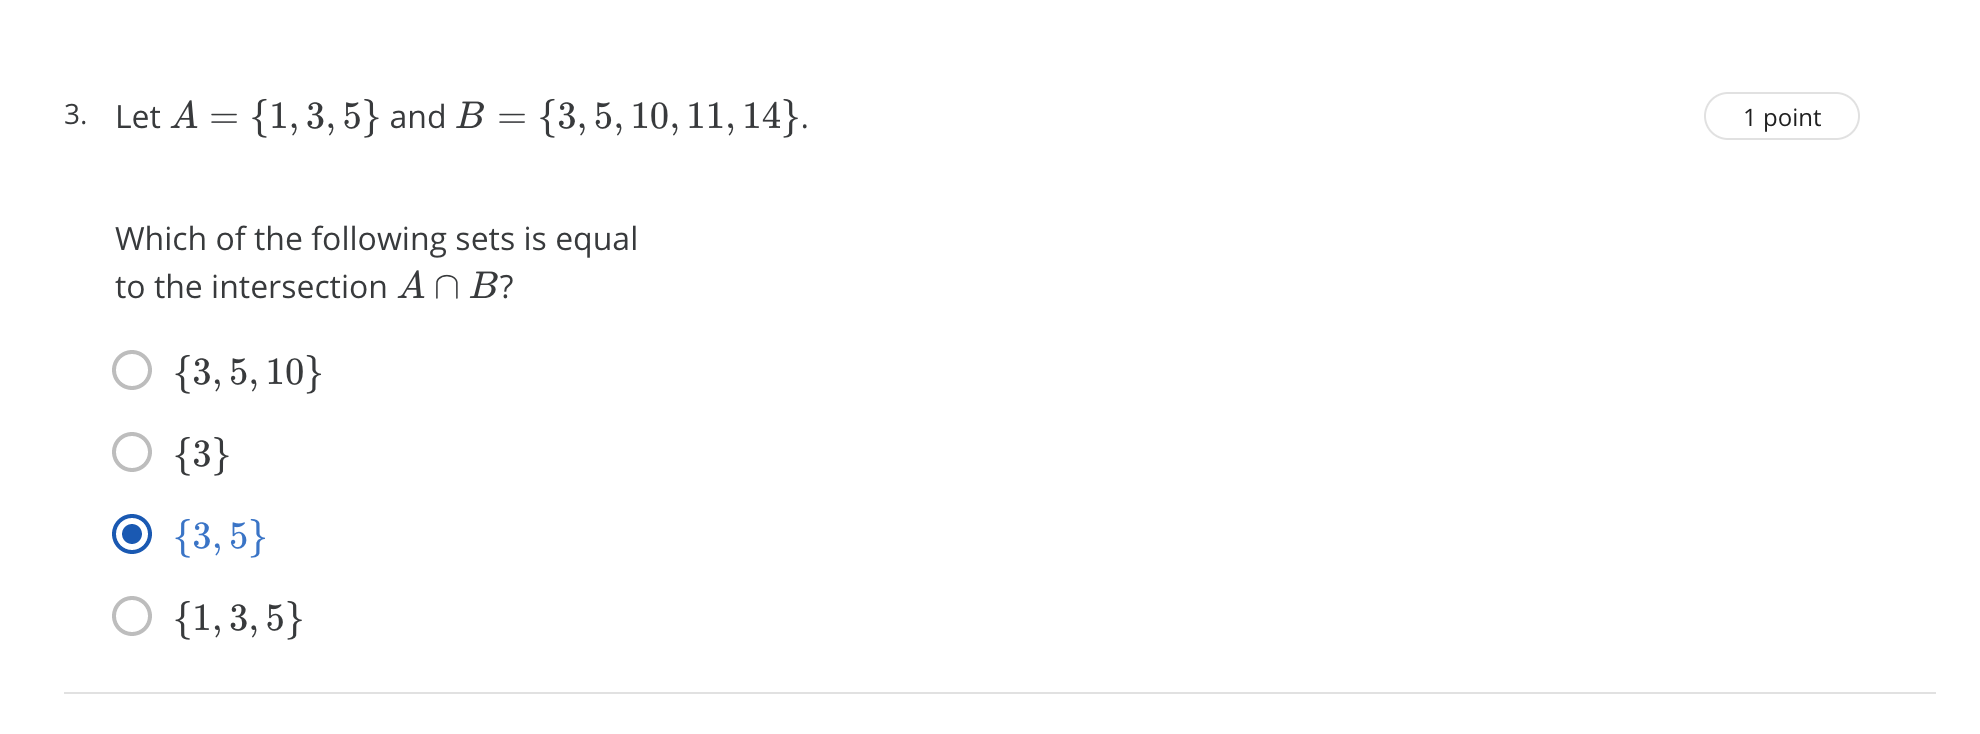 3. Let A = {1, 3, 5} and B = {3, 5, 10, 11, 14}. 1 point
Which of the following sets is equal
to the intersection A ∩ B?
{3, 5, 10}
{3}
{3, 5}
{1, 3, 5}